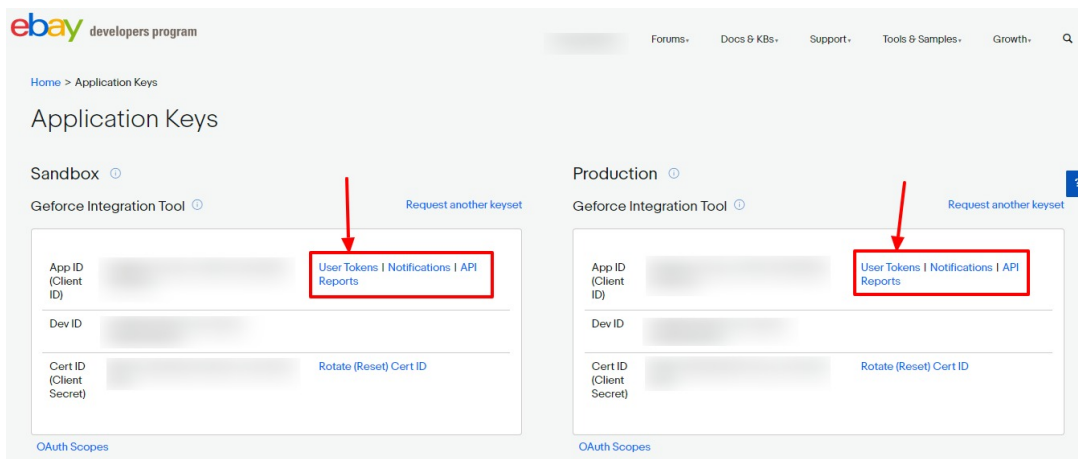 ebay developers program
Forums Docs & KBs Support Tools & Samples Growth
Home > Application Keys
Application Keys
Sandbox
Geforce Integration Tool
Request another keyset
App ID
(Client
ID)
User Tokens | Notifications | API
Reports
Dev ID
Cert ID
(Client
Secret)
Rotate (Reset) Cert ID
OAuth Scopes
Production
Geforce Integration Tool
Request another keyset
?
App ID
(Client
ID)
User Tokens | Notifications | API
Reports
Dev ID
Cert ID
(Client
Secret)
Rotate (Reset) Cert ID
OAuth Scopes